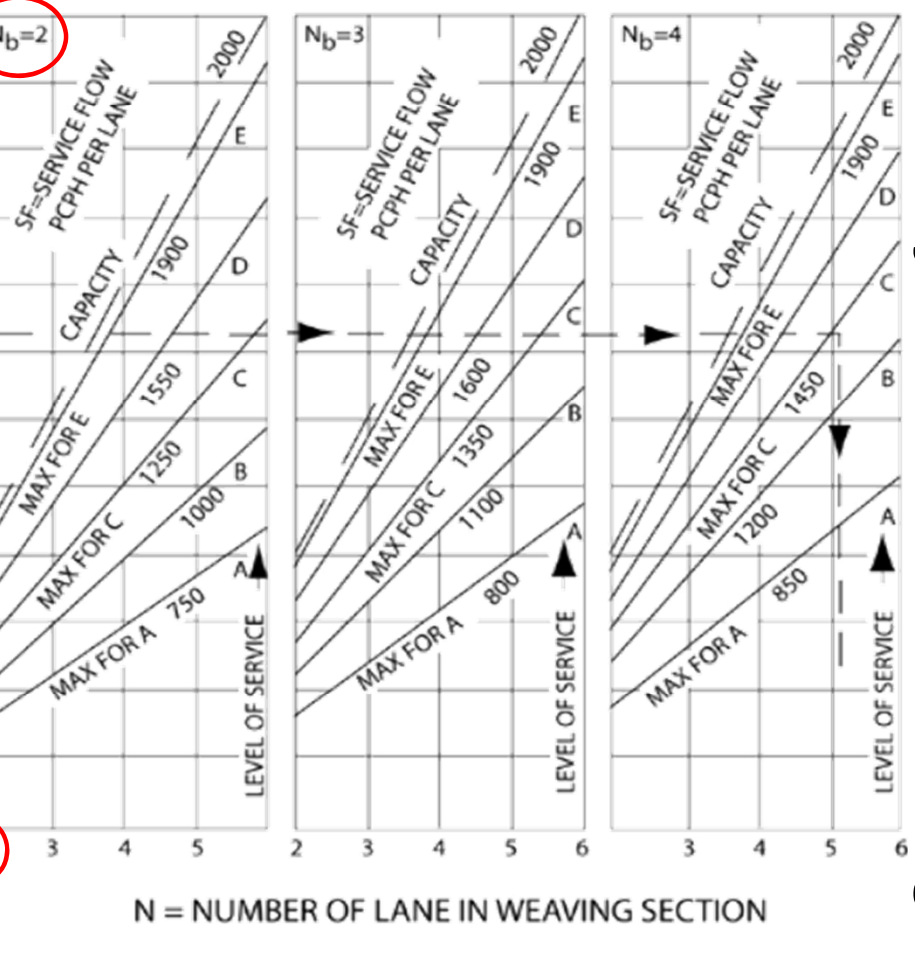 N_b=2
2000
SF=SERVICE FLOW
PCPH PER LANE
E
CAPACITY
1900
D
MAX FOR E
1550
C
1250
B
1000
MAX FOR C
A
750
MAX FOR A
LEVEL OF SERVICE
3 4 5
N_b=3
2000
SF=SERVICE FLOW
PCPH PER LANE
E
1900
CAPACITY
D
C
MAX FOR E
1600
B
1350
MAX FOR C
1100
A
800
MAX FOR A
LEVEL OF SERVICE
2 3 4 5 6
N_b=4
2000
SF=SERVICE FLOW
PCPH PER LANE
E
1900
D
CAPACITY
C
MAX FOR E
B
1450
MAX FOR C
1200
A
850
MAX FOR A
LEVEL OF SERVICE
3 4 5 6
N = NUMBER OF LANE IN WEAVING SECTION